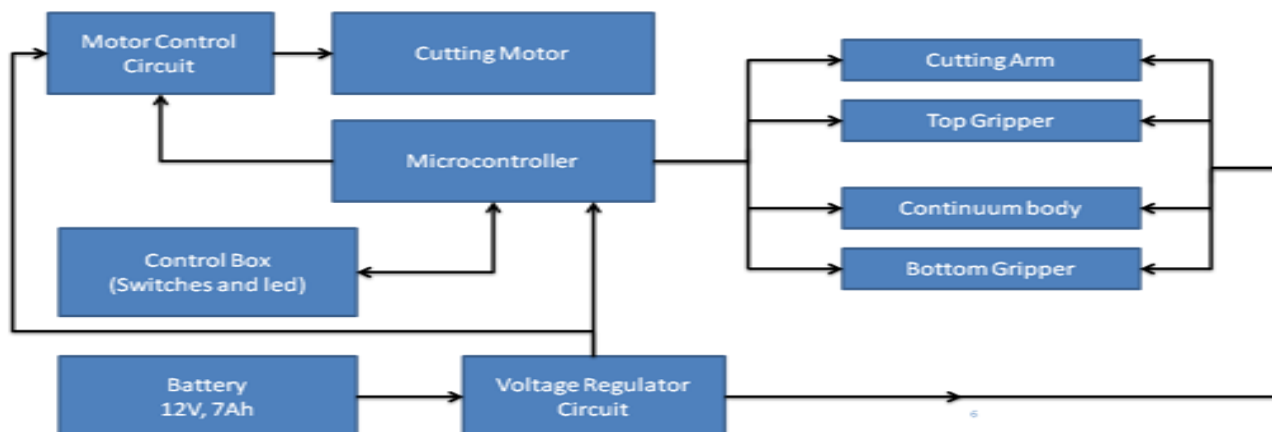 Motor Control
Circuit
Cutting Motor
Cutting Arm
Top Gripper
Microcontroller
Continuum body
Control Box
(Switches and led)
Bottom Gripper
Battery
12V, 7Ah
Voltage Regulator
Circuit
6